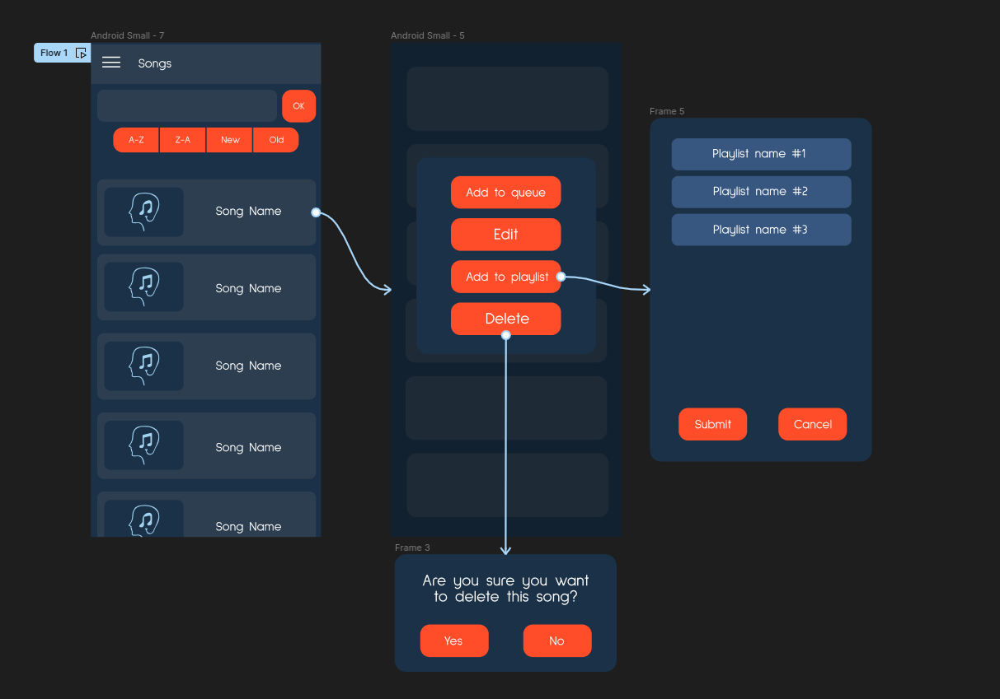 Android Small - 7
Flow 1
Songs
OK
A-Z
Z-A
New
Old
Song Name
Song Name
Song Name
Song Name
Song Name
Android Small - 5
Add to queue
Edit
Add to playlist
Delete
Frame 5
Playlist name #1
Playlist name #2
Playlist name #3
Submit
Cancel
Frame 3
Are you sure you want
to delete this song?
Yes
No